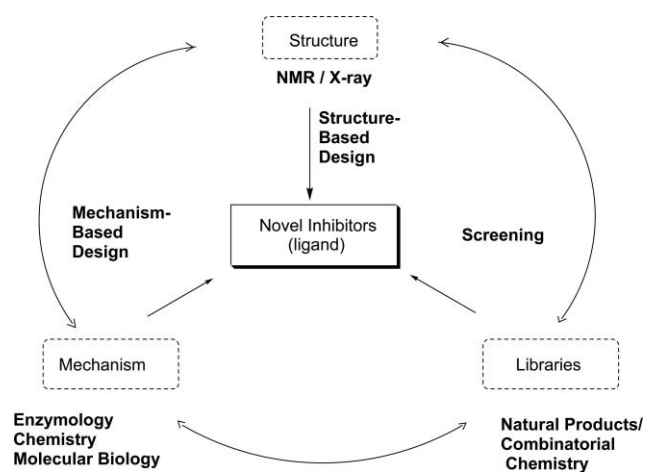 Structure
NMR / X-ray
Structure-
Based
Design
Mechanism-
Based
Design
Novel Inhibitors
(ligand)
Screening
Mechanism
Libraries
Enzymology
Chemistry
Molecular Biology
Natural Products/
Combinatorial
Chemistry